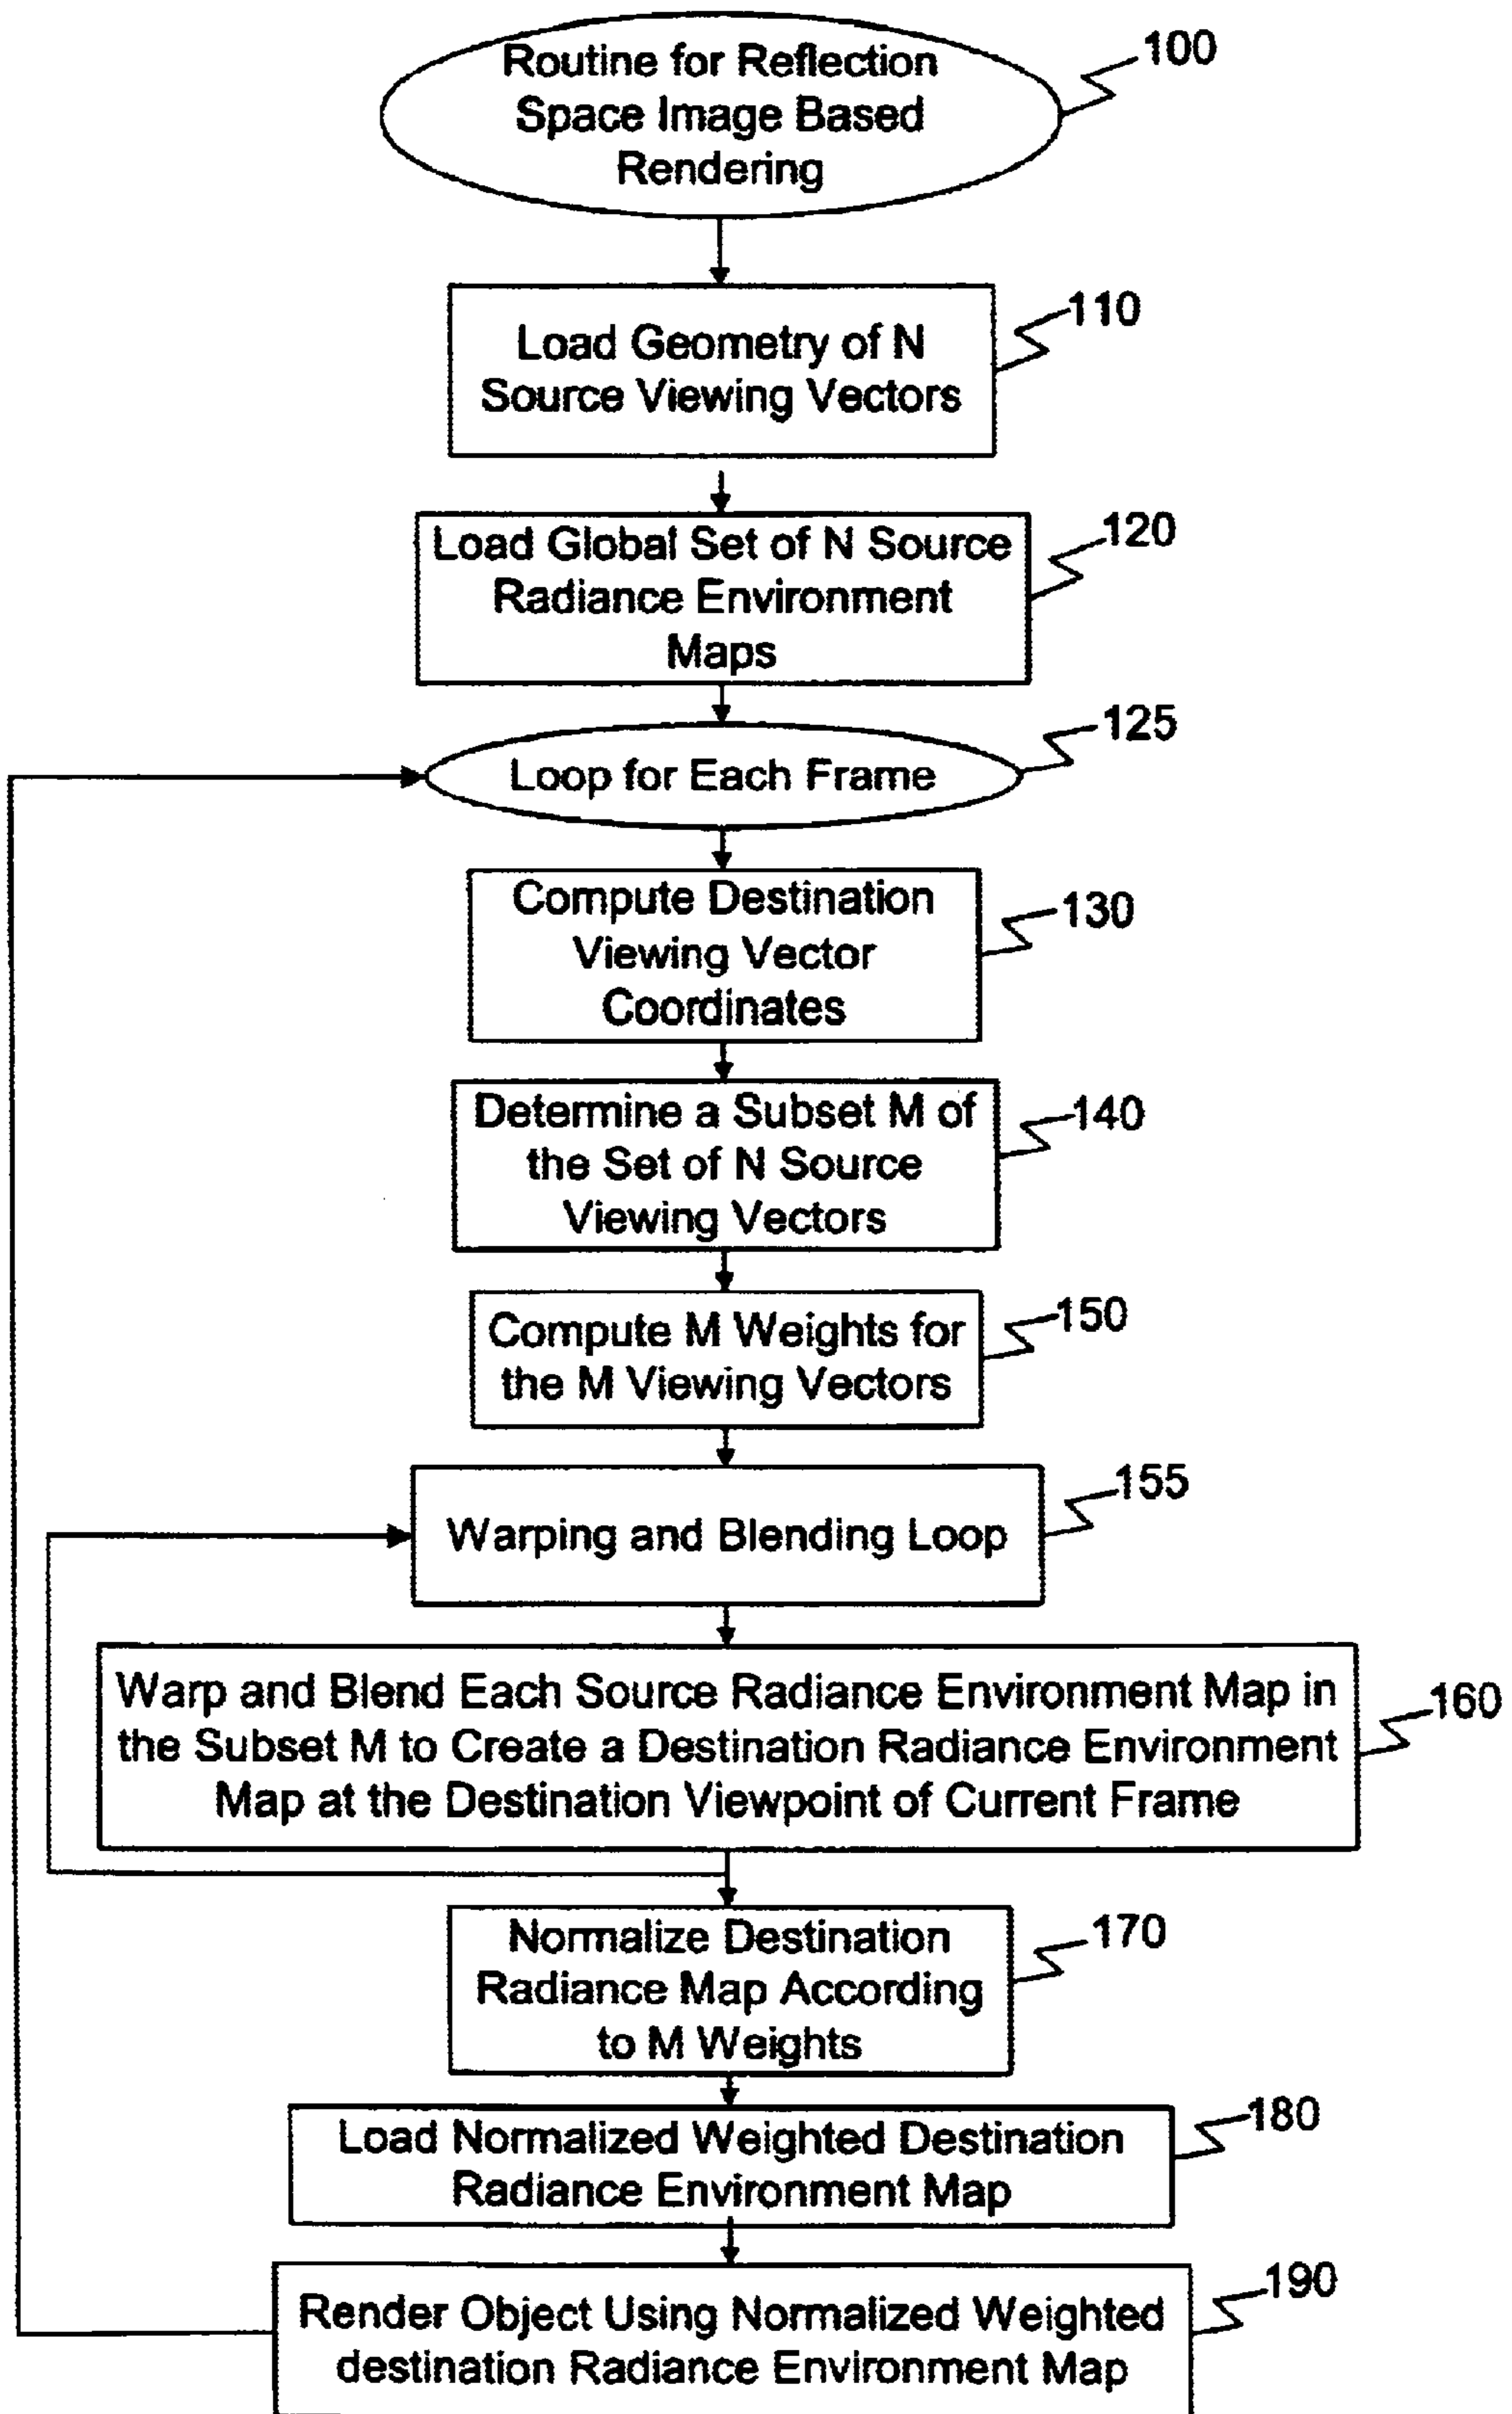 Routine for Reflection
Space Image Based
Rendering
100
Load Geometry of N
Source Viewing Vectors
110
Load Global Set of N Source
Radiance Environment
Maps
120
Loop for Each Frame
125
Compute Destination
Viewing Vector
Coordinates
130
Determine a Subset M of
the Set of N Source
Viewing Vectors
140
Compute M Weights for
the M Viewing Vectors
150
Warping and Blending Loop
155
Warp and Blend Each Source Radiance Environment Map in
the Subset M to Create a Destination Radiance Environment
Map at the Destination Viewpoint of Current Frame
160
Normalize Destination
Radiance Map According
to M Weights
170
Load Normalized Weighted Destination
Radiance Environment Map
180
Render Object Using Normalized Weighted
destination Radiance Environment Map
190